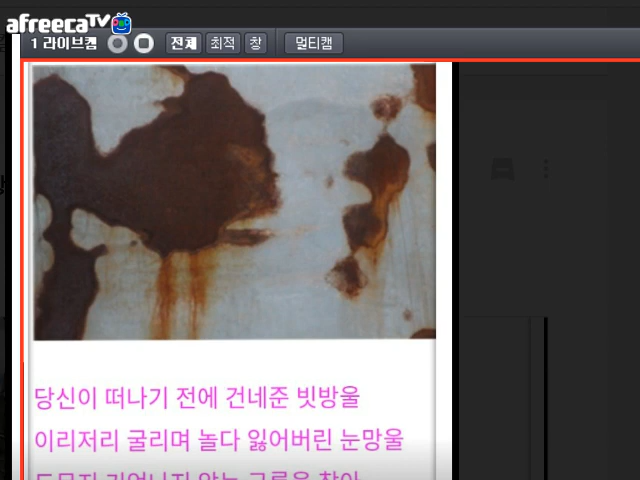 afreecaTV
1 라이브캠 전체 최적 창 멀티캠
당신이 떠나기 전에 건네준 빗방울
이리저리 굴리며 놀다 잃어버린 눈망울